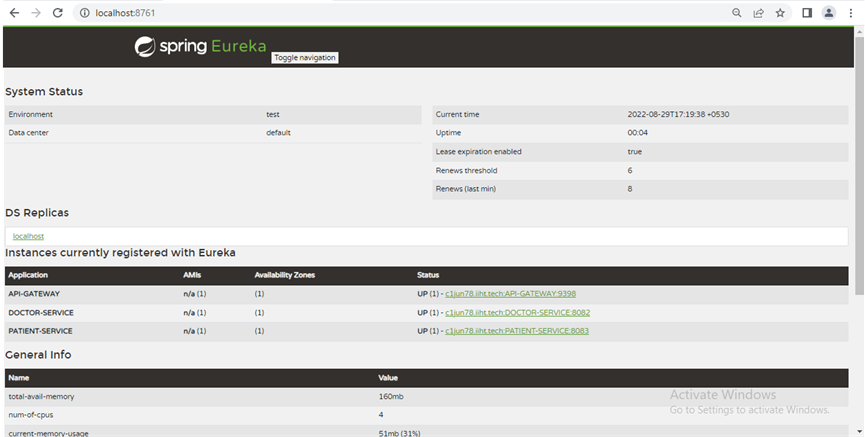 localhost:8761
spring Eureka
Toggle navigation
System Status
Environment test
Data center default
Current time 2022-08-29T17:19:38 +0530
Uptime 00:04
Lease expiration enabled true
Renews threshold 6
Renews (last min) 8
DS Replicas
localhost
Instances currently registered with Eureka
Application AMIs Availability Zones Status
API-GATEWAY n/a (1) (1) UP (1) - c1jun78.iiht.tech:API-GATEWAY:9398
DOCTOR-SERVICE n/a (1) (1) UP (1) - c1jun78.iiht.tech:DOCTOR-SERVICE:8082
PATIENT-SERVICE n/a (1) (1) UP (1) - c1jun78.iiht.tech:PATIENT-SERVICE:8083
General Info
Name Value
total-avail-memory 160mb
num-of-cpus 4
current-memory-usage 51mb (31%)
Activate Windows
Go to Settings to activate Windows.